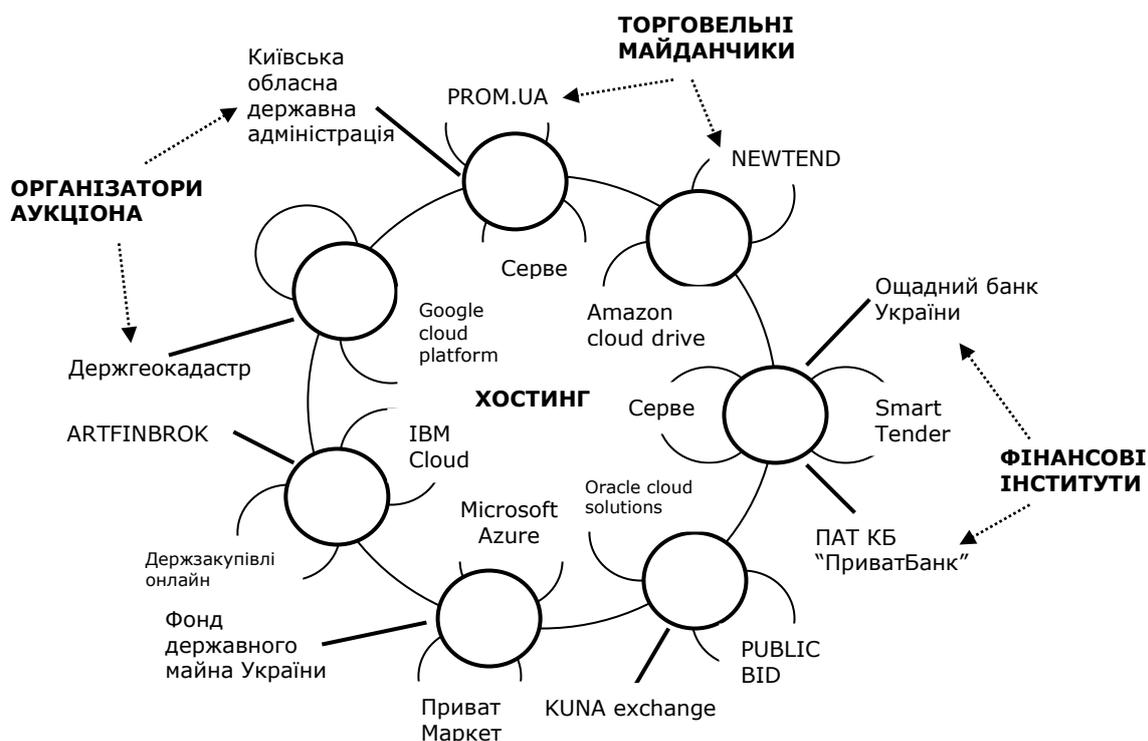 ТОРГОВЕЛЬНІ
МАЙДАНЧИКИ
Київська
обласна
державна
адміністрація
PROM.UA
NEWTEND
ОРГАНІЗАТОРИ
АУКЦІОНА
Серве
Amazon
cloud drive
Ощадний банк
України
Google
cloud
platform
Держгеокадастр
ХОСТИНГ
Серве
Smart
Tender
ARTFINBROK
IBM
Cloud
ФІНАНСОВІ
ІНСТИТУТИ
Oracle cloud
solutions
Microsoft
Azure
ПАТ КБ
“ПриватБанк”
Держзакупівлі
онлайн
Фонд
державного
майна України
PUBLIC
BID
Приват
Маркет
KUNA exchange